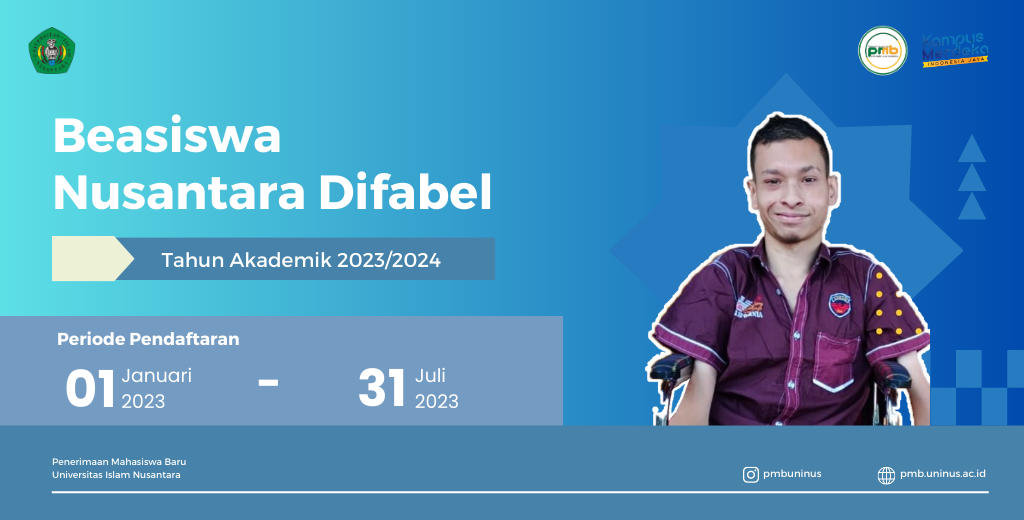 pmb
Kampus
Merdeka
INDONESIA JAYA
Beasiswa
Nusantara Difabel
Tahun Akademik 2023/2024
Periode Pendaftaran
01 Januari 2023 - 31 Juli 2023
Penerimaan Mahasiswa Baru
Universitas Islam Nusantara
pmbuninus
pmb.uninus.ac.id